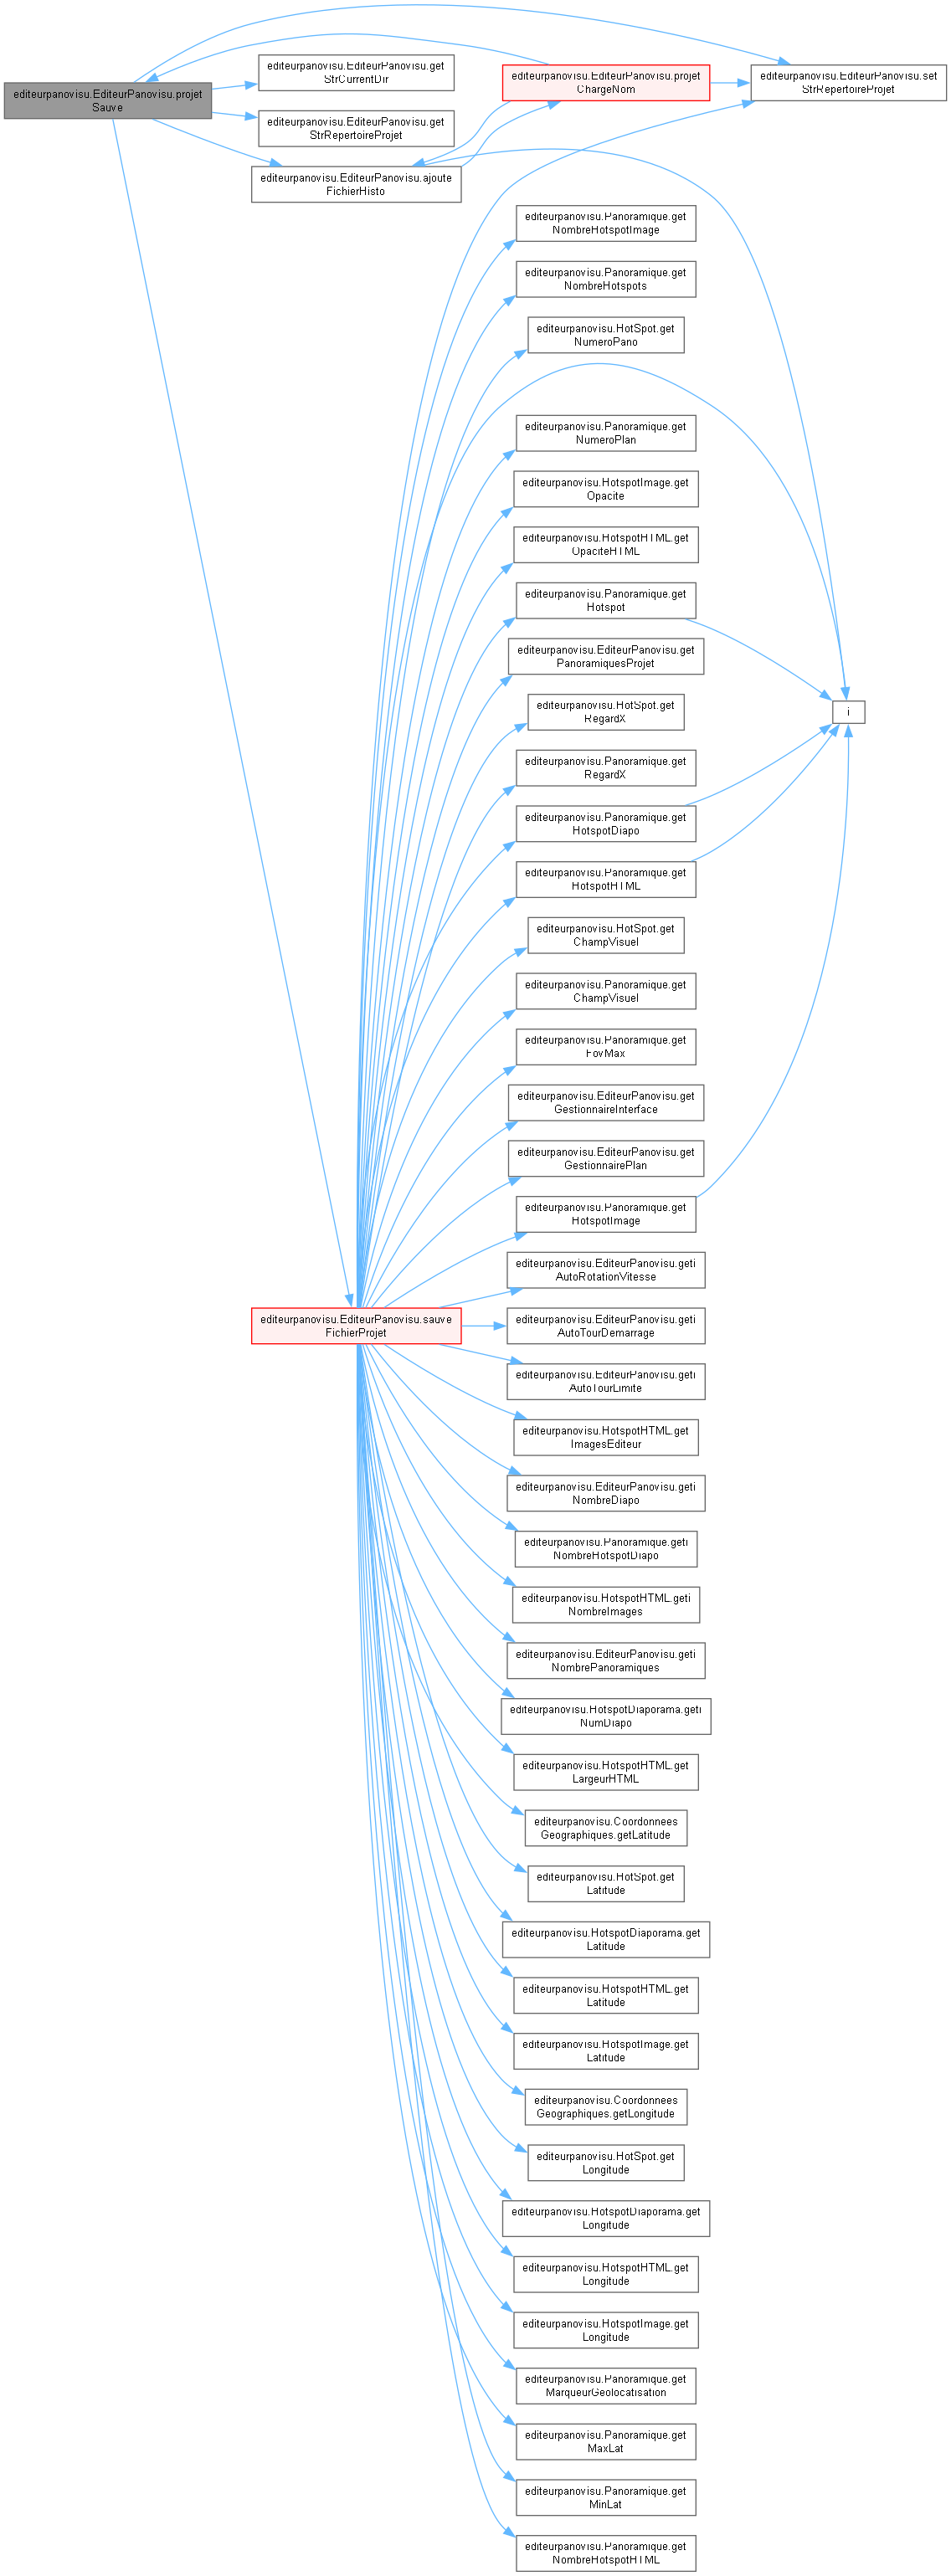 editeurpanovisu.EditeurPanovisu.projet
Sauve
editeurpanovisu.EditeurPanovisu.get
StrCurrentDir
editeurpanovisu.EditeurPanovisu.get
StrRepertoireProjet
editeurpanovisu.EditeurPanovisu.ajoute
FichierHisto
editeurpanovisu.EditeurPanovisu.projet
ChargeNom
editeurpanovisu.EditeurPanovisu.set
StrRepertoireProjet
editeurpanovisu.Panoramique.get
NombreHotspotImage
editeurpanovisu.Panoramique.get
NombreHotspots
editeurpanovisu.HotSpot.get
NumeroPano
editeurpanovisu.Panoramique.get
NumeroPlan
editeurpanovisu.HotspotImage.get
Opacite
editeurpanovisu.HotspotHTML.get
OpaciteHTML
editeurpanovisu.Panoramique.get
Hotspot
editeurpanovisu.EditeurPanovisu.get
PanoramiquesProjet
editeurpanovisu.HotSpot.get
RegardX
i
editeurpanovisu.Panoramique.get
RegardX
editeurpanovisu.Panoramique.get
HotspotDiapo
editeurpanovisu.Panoramique.get
HotspotHTML
editeurpanovisu.HotSpot.get
ChampVisuel
editeurpanovisu.Panoramique.get
ChampVisuel
editeurpanovisu.Panoramique.get
FovMax
editeurpanovisu.EditeurPanovisu.get
GestionnaireInterface
editeurpanovisu.EditeurPanovisu.get
GestionnairePlan
editeurpanovisu.Panoramique.get
HotspotImage
editeurpanovisu.EditeurPanovisu.geti
AutoRotationVitesse
editeurpanovisu.EditeurPanovisu.sauve
FichierProjet
editeurpanovisu.EditeurPanovisu.geti
AutoTourDemarrage
editeurpanovisu.EditeurPanovisu.geti
AutoTourLimite
editeurpanovisu.HotspotHTML.get
ImagesEditeur
editeurpanovisu.EditeurPanovisu.geti
NombreDiapo
editeurpanovisu.Panoramique.geti
NombreHotspotDiapo
editeurpanovisu.HotspotHTML.geti
NombreImages
editeurpanovisu.EditeurPanovisu.geti
NombrePanoramiques
editeurpanovisu.HotspotDiaporama.geti
NumDiapo
editeurpanovisu.HotspotHTML.get
LargeurHTML
editeurpanovisu.Coordonnees
Geographiques.getLatitude
editeurpanovisu.HotSpot.get
Latitude
editeurpanovisu.HotspotDiaporama.get
Latitude
editeurpanovisu.HotspotHTML.get
Latitude
editeurpanovisu.HotspotImage.get
Latitude
editeurpanovisu.Coordonnees
Geographiques.getLongitude
editeurpanovisu.HotSpot.get
Longitude
editeurpanovisu.HotspotDiaporama.get
Longitude
editeurpanovisu.HotspotHTML.get
Longitude
editeurpanovisu.HotspotImage.get
Longitude
editeurpanovisu.Panoramique.get
MarqueurGeolocatisation
editeurpanovisu.Panoramique.get
MaxLat
editeurpanovisu.Panoramique.get
MinLat
editeurpanovisu.Panoramique.get
NombreHotspotHTML